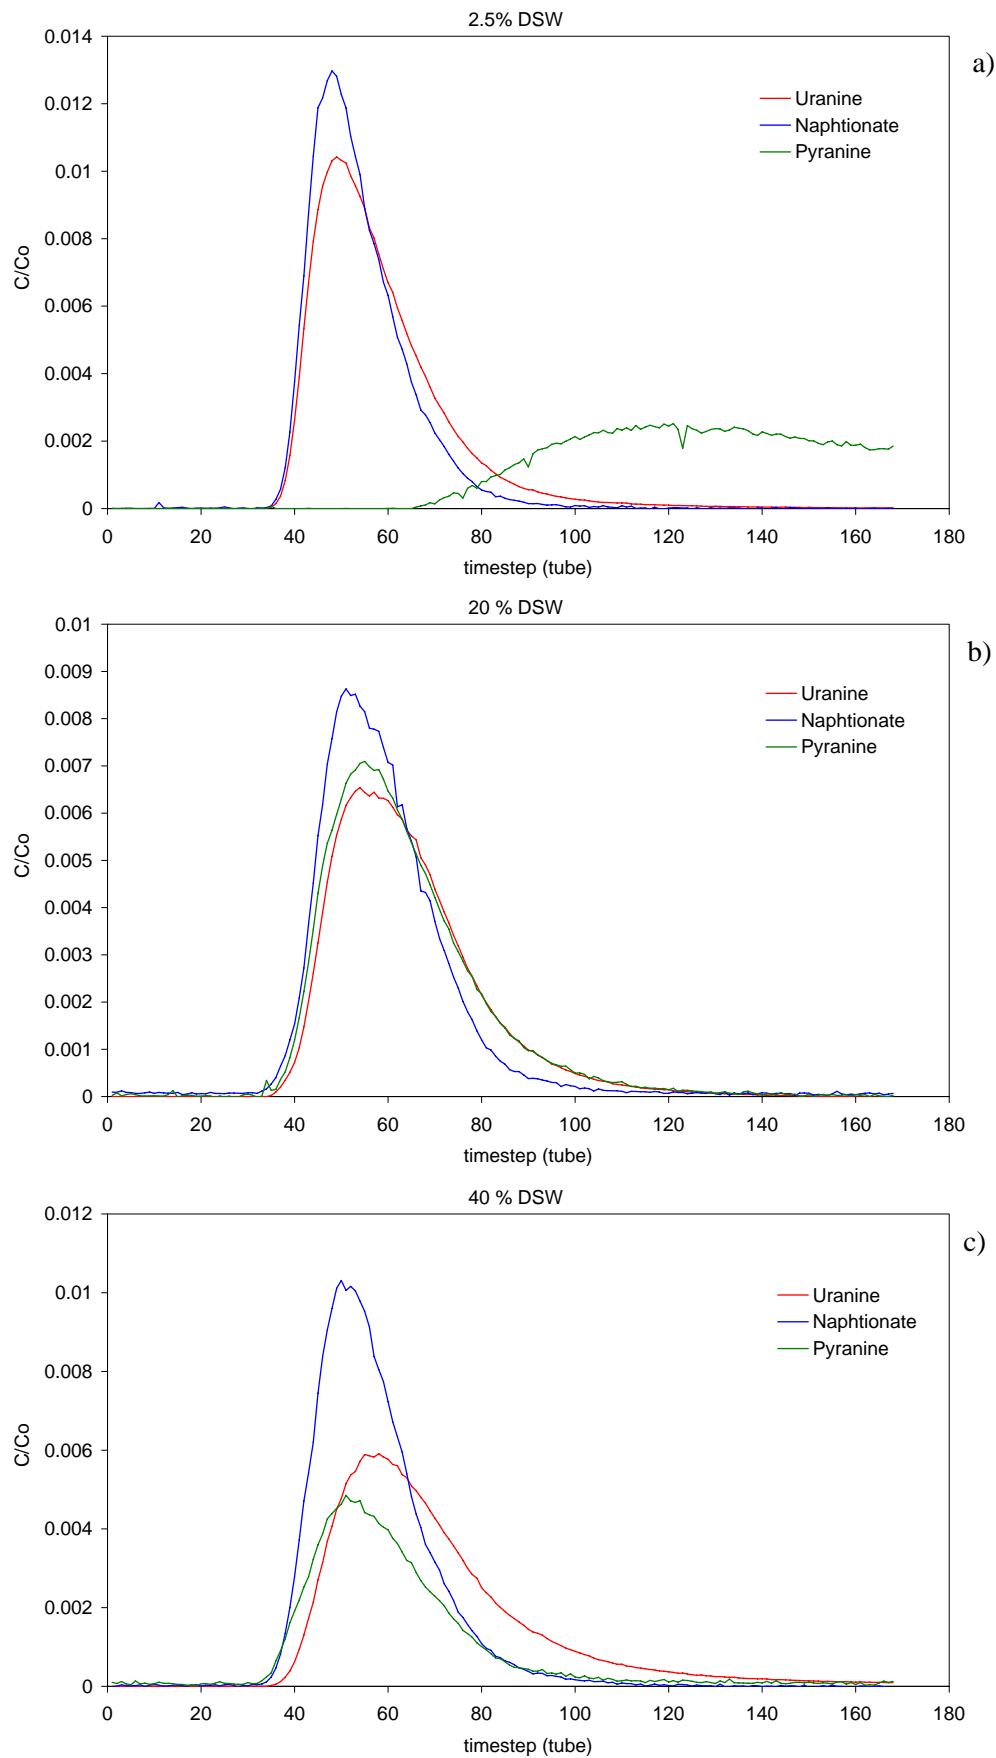 2.5% DSW
a)
0.014
0.012
0.01
0.008
0.006
0.004
0.002
0
C/Co
Uranine
Naphtionate
Pyranine
0 20 40 60 80 100 120 140 160 180
timestep (tube)
20 % DSW
b)
0.01
0.009
0.008
0.007
0.006
0.005
0.004
0.003
0.002
0.001
0
C/Co
Uranine
Naphtionate
Pyranine
0 20 40 60 80 100 120 140 160 180
timestep (tube)
40 % DSW
c)
0.012
0.01
0.008
0.006
0.004
0.002
0
C/Co
Uranine
Naphtionate
Pyranine
0 20 40 60 80 100 120 140 160 180
timestep (tube)